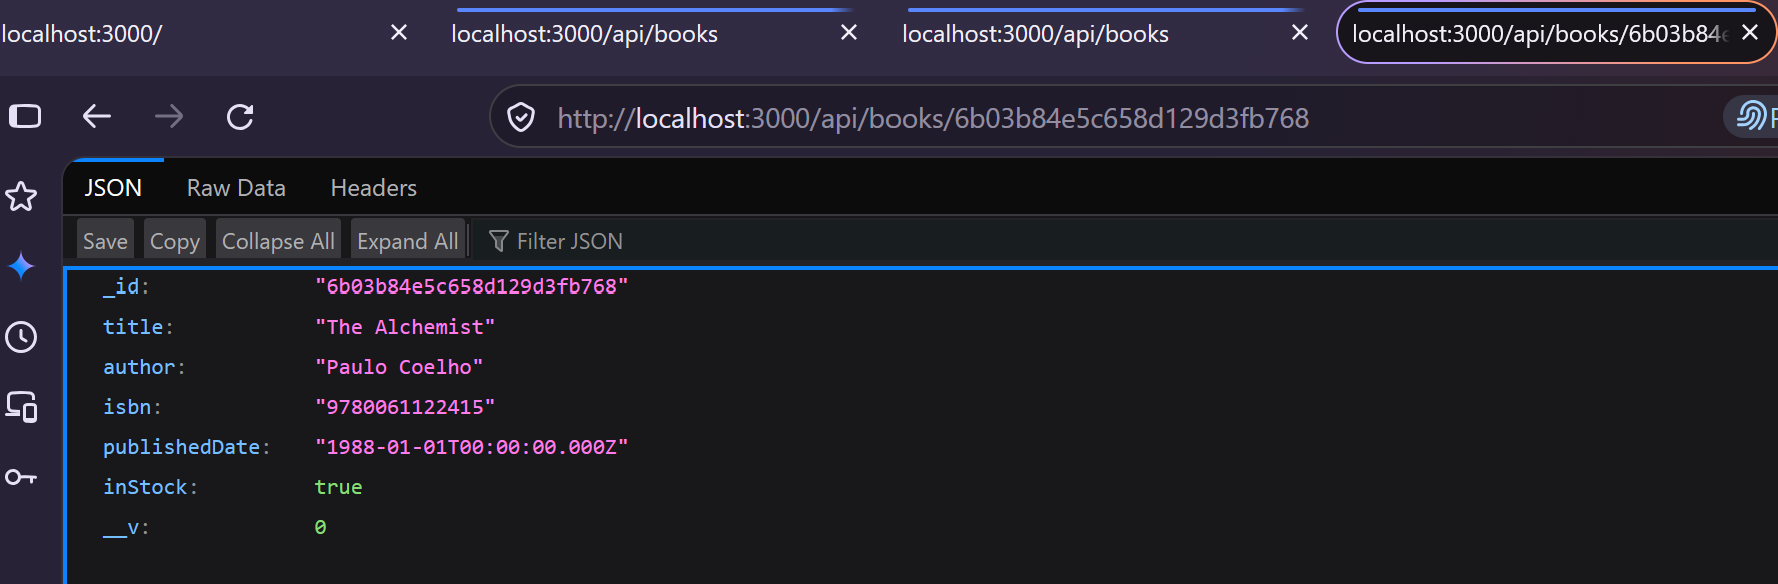 localhost:3000/
localhost:3000/api/books
localhost:3000/api/books
localhost:3000/api/books/6b03b84e
http://localhost:3000/api/books/6b03b84e5c658d129d3fb768
JSON Raw Data Headers
Save Copy Collapse All Expand All Filter JSON
_id: "6b03b84e5c658d129d3fb768"
title: "The Alchemist"
author: "Paulo Coelho"
isbn: "9780061122415"
publishedDate: "1988-01-01T00:00:00.000Z"
inStock: true
__v: 0